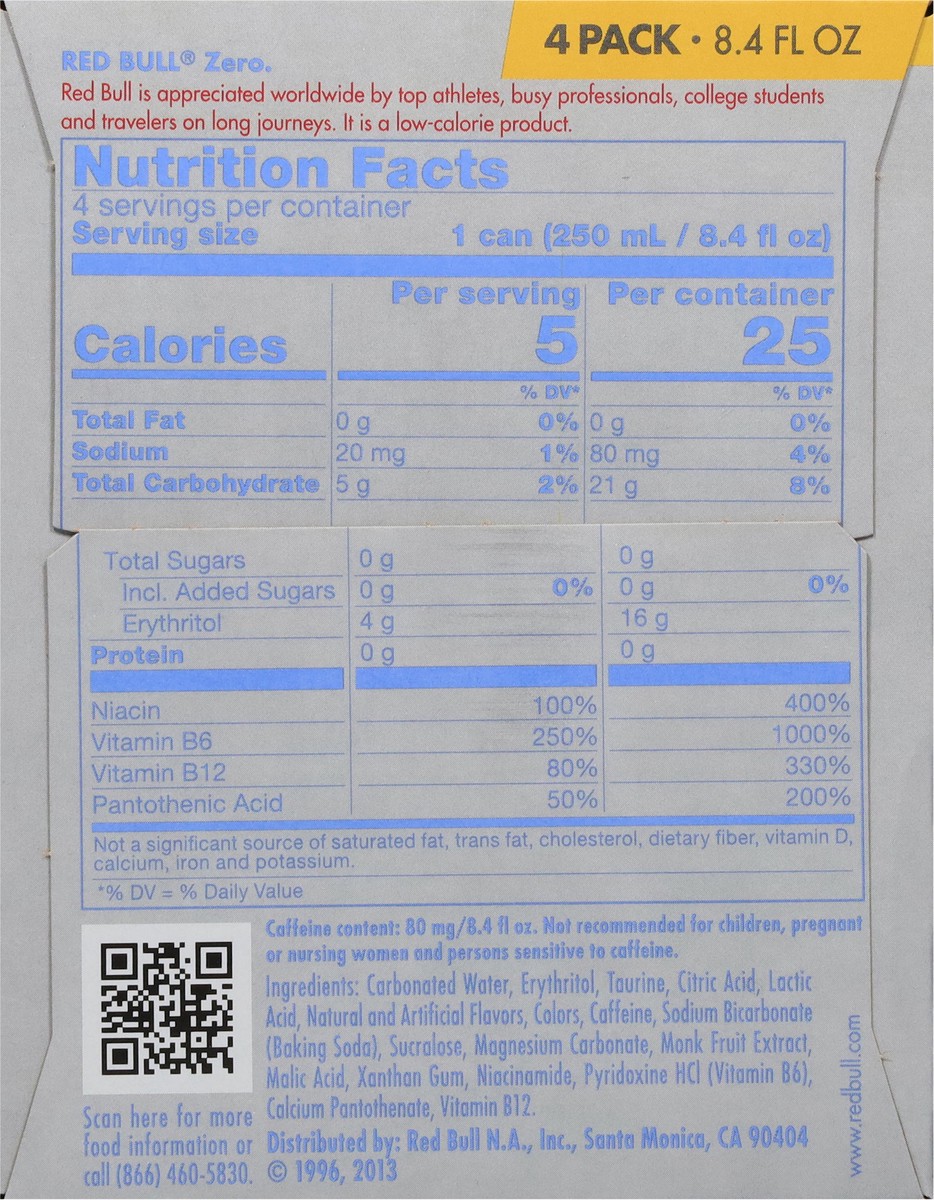 4 PACK • 8.4 FL OZ
RED BULL® Zero.
Red Bull is appreciated worldwide by top athletes, busy professionals, college students
and travelers on long journeys. It is a low-calorie product.
Nutrition Facts
4 servings per container
Serving size 1 can (250 mL / 8.4 fl oz)
Per serving Per container
Calories 5 25
% DV* % DV*
Total Fat 0 g 0% 0 g 0%
Sodium 20 mg 1% 80 mg 4%
Total Carbohydrate 5 g 2% 21 g 8%
Total Sugars 0 g 0 g
Incl. Added Sugars 0 g 0% 0 g 0%
Erythritol 4 g 16 g
Protein 0 g 0 g
Niacin 100% 400%
Vitamin B6 250% 1000%
Vitamin B12 80% 330%
Pantothenic Acid 50% 200%
Not a significant source of saturated fat, trans fat, cholesterol, dietary fiber, vitamin D,
calcium, iron and potassium.
*% DV = % Daily Value
Caffeine content: 80 mg/8.4 fl oz. Not recommended for children, pregnant
or nursing women and persons sensitive to caffeine.
Ingredients: Carbonated Water, Erythritol, Taurine, Citric Acid, Lactic
Acid, Natural and Artificial Flavors, Colors, Caffeine, Sodium Bicarbonate
(Baking Soda), Sucralose, Magnesium Carbonate, Monk Fruit Extract,
Malic Acid, Xanthan Gum, Niacinamide, Pyridoxine HCl (Vitamin B6),
Calcium Pantothenate, Vitamin B12.
Distributed by: Red Bull N.A., Inc., Santa Monica, CA 90404
© 1996, 2013
Scan here for more
food information or
call (866) 460-5830.
www.redbull.com